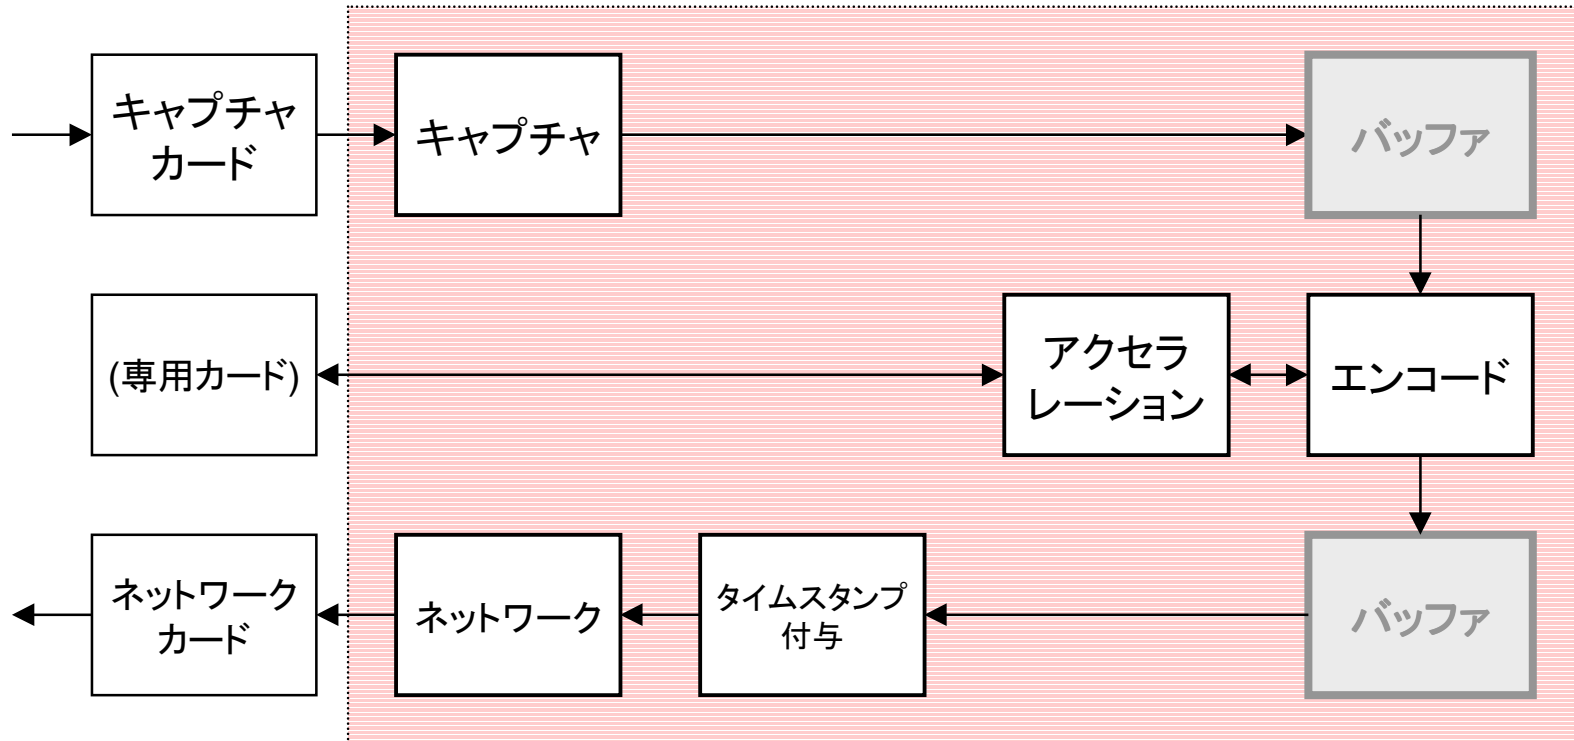 キャプチャ
カード
キャプチャ
バッファ
(専用カード)
アクセラ
レーション
エンコード
ネットワーク
カード
ネットワーク
タイムスタンプ
付与
バッファ